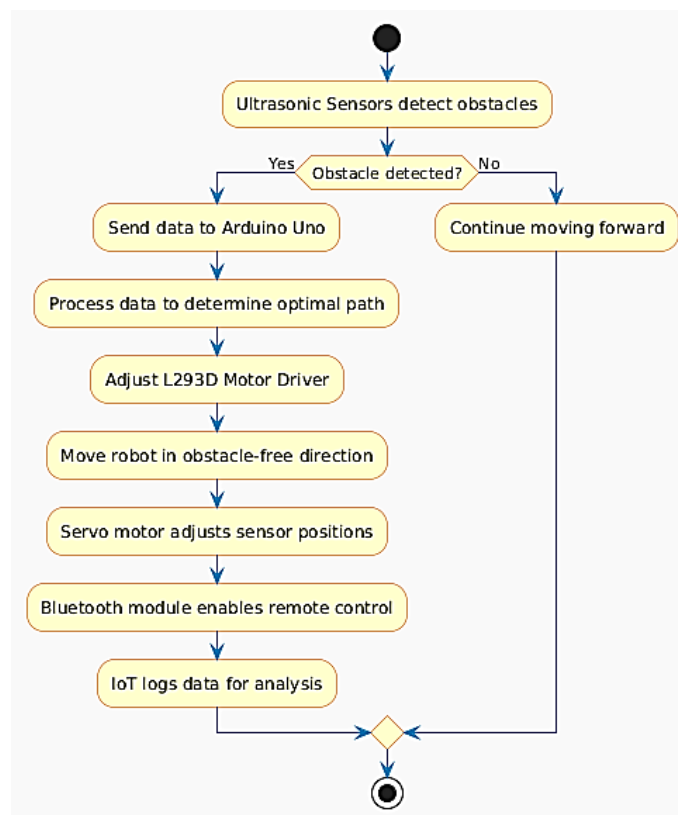 Ultrasonic Sensors detect obstacles
Yes
Obstacle detected?
No
Send data to Arduino Uno
Continue moving forward
Process data to determine optimal path
Adjust L293D Motor Driver
Move robot in obstacle-free direction
Servo motor adjusts sensor positions
Bluetooth module enables remote control
IoT logs data for analysis